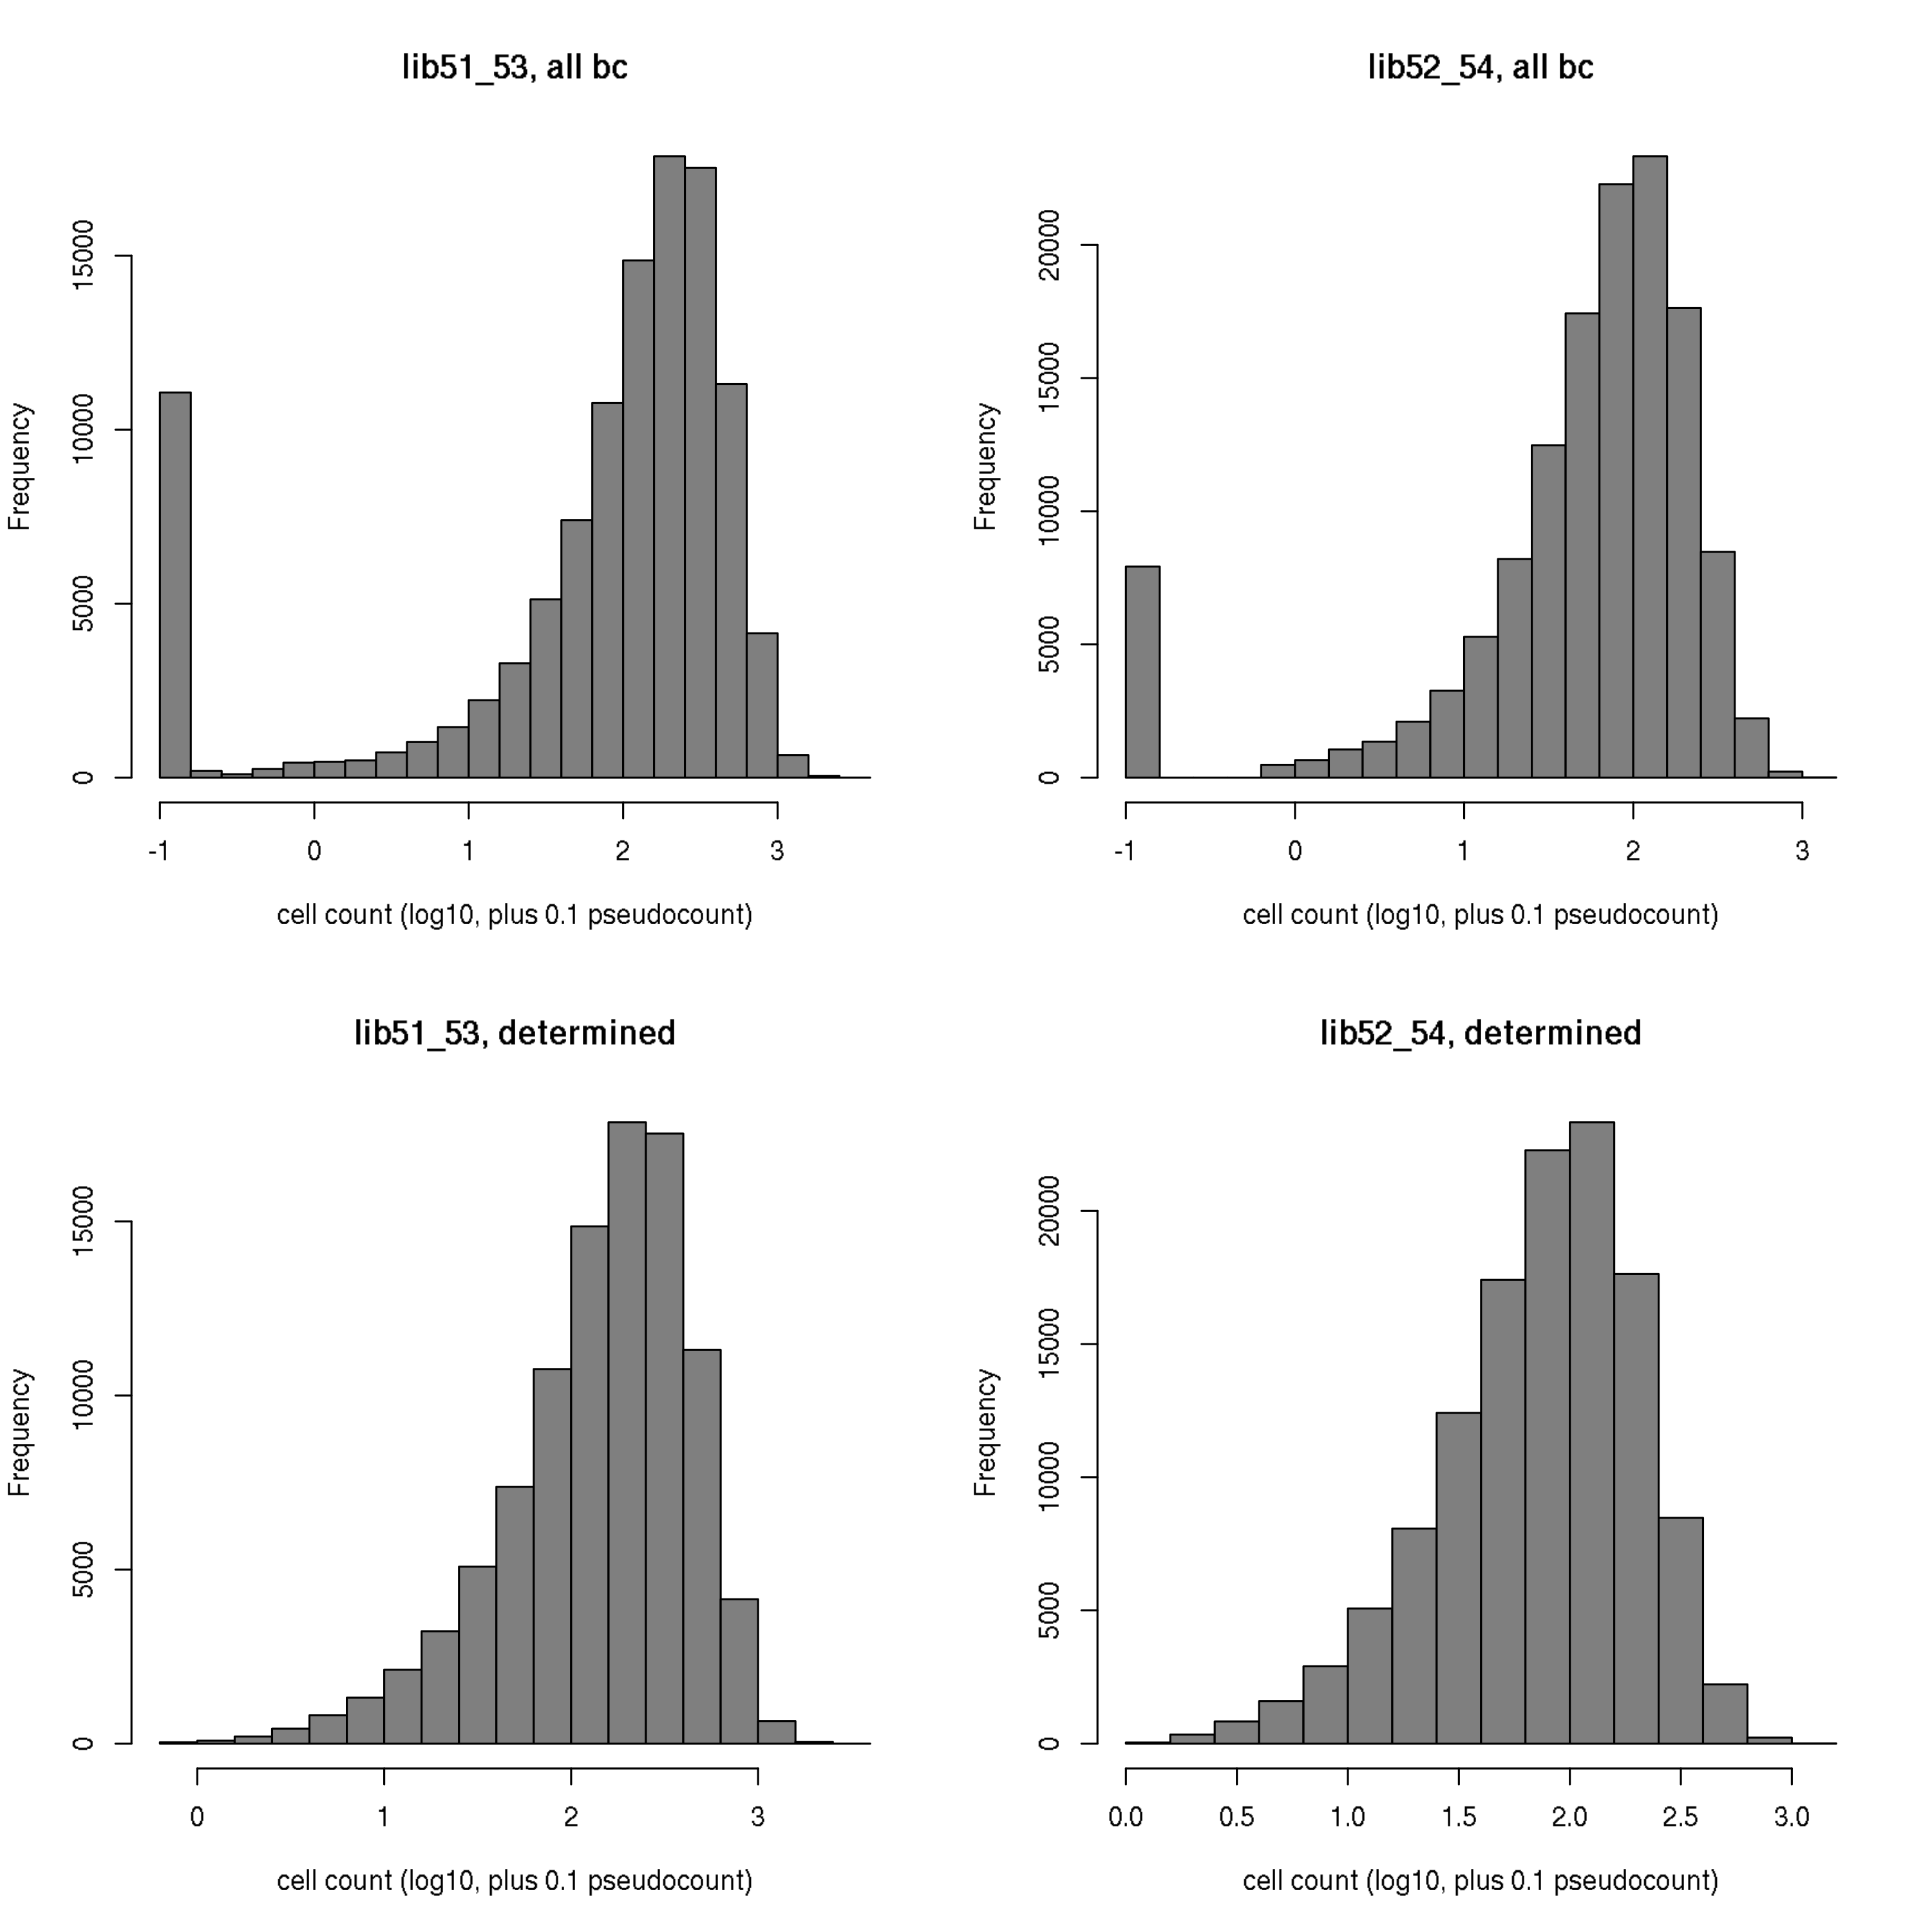 lib51_53, all bc
Frequency
0 5000 10000 15000
-1 0 1 2 3
cell count (log10, plus 0.1 pseudocount)
lib52_54, all bc
Frequency
0 5000 10000 15000 20000
-1 0 1 2 3
cell count (log10, plus 0.1 pseudocount)
lib51_53, determined
Frequency
0 5000 10000 15000
0 1 2 3
cell count (log10, plus 0.1 pseudocount)
lib52_54, determined
Frequency
0 5000 10000 15000 20000
0.0 0.5 1.0 1.5 2.0 2.5 3.0
cell count (log10, plus 0.1 pseudocount)